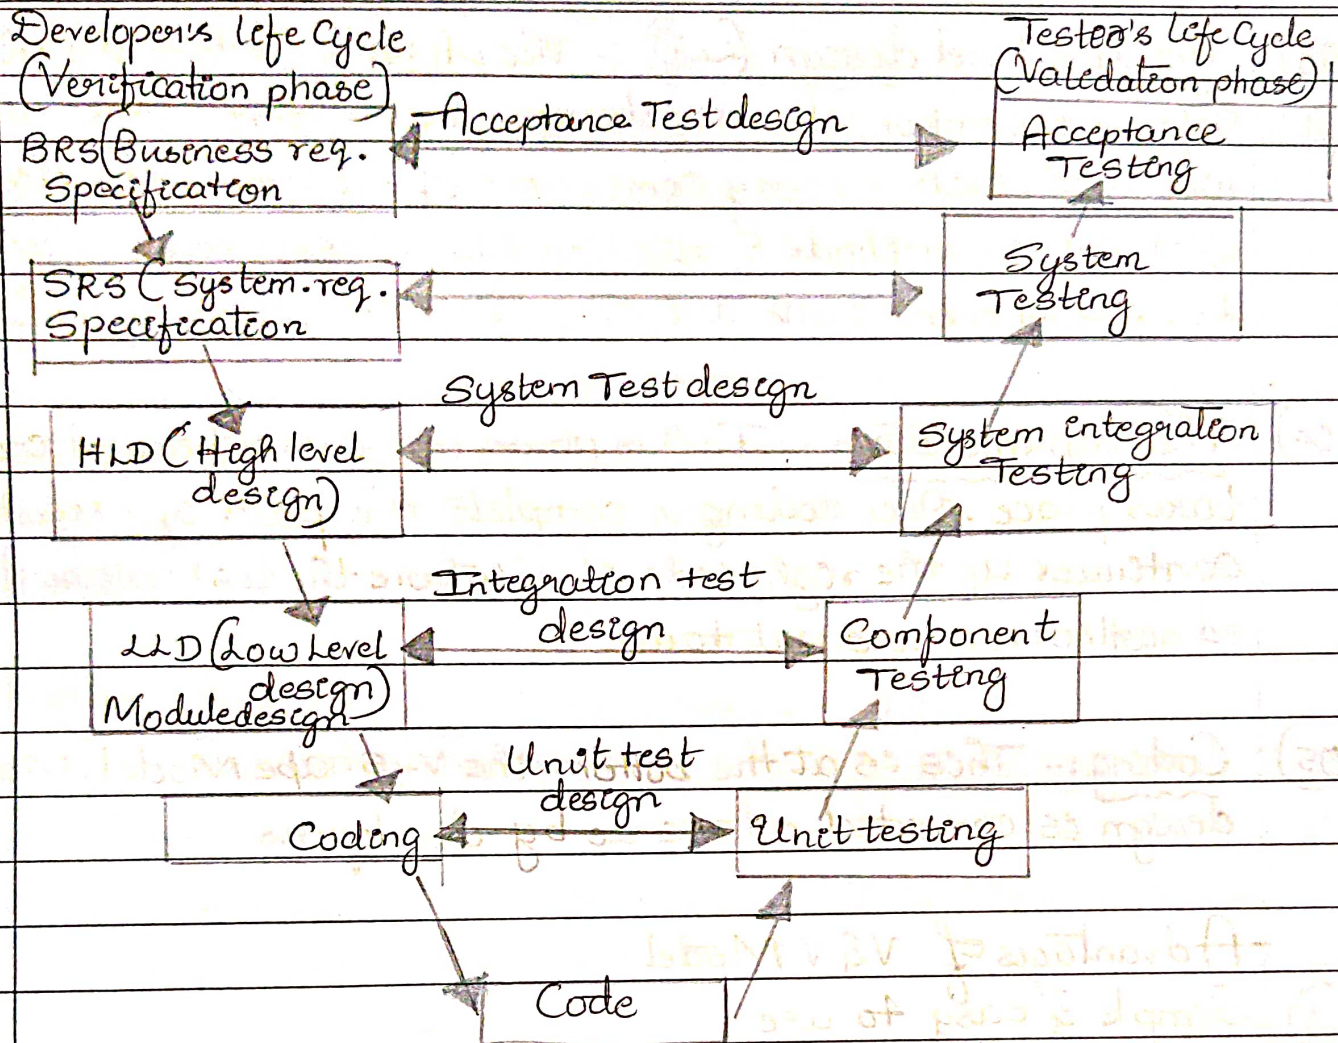 Developer's Life Cycle
(Verification phase)
Tester's Life Cycle
(Validation phase)
BRS (Business req.
Specification
Acceptance Test design
Acceptance
Testing
SRS ( System.req.
Specification
System
Testing
System Test design
HLD ( High level
design)
System integration
Testing
Integration test
design
LLD (Low Level
design)
Module design
Component
Testing
Unit test
design
Coding
Unit testing
Code